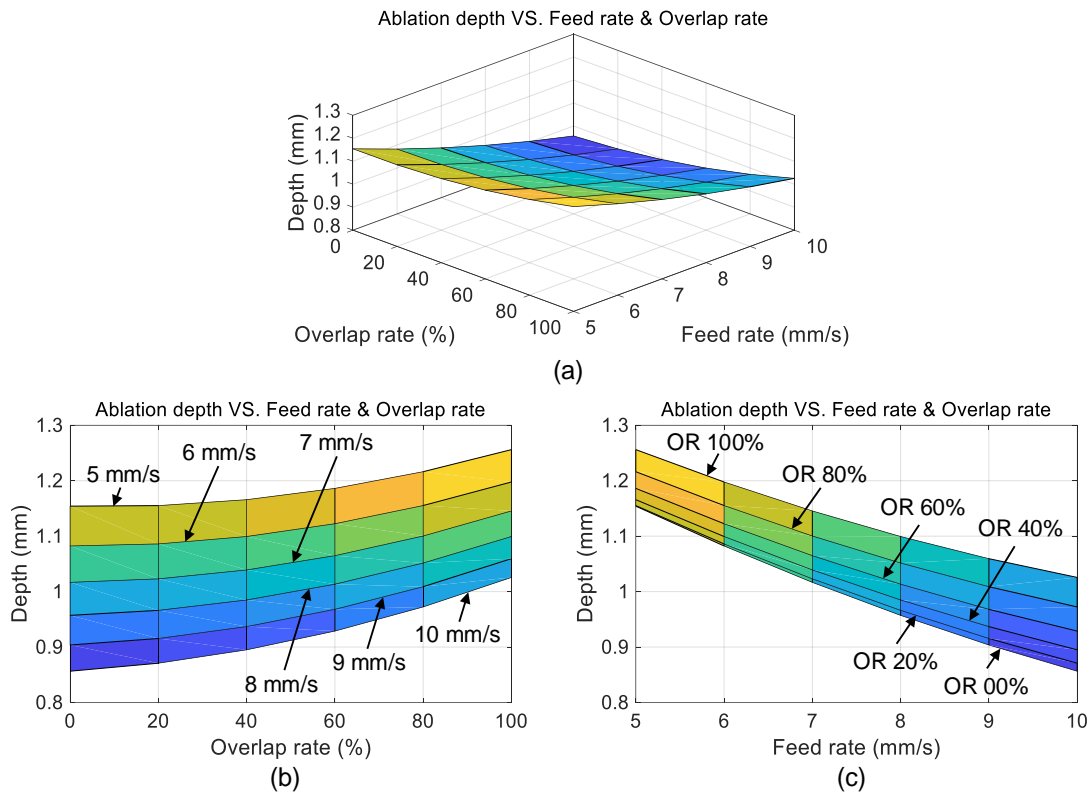 Ablation depth VS. Feed rate & Overlap rate
1.3
1.2
1.1
1
0.9
0.8
Depth (mm)
0
20
40
60
80
100
5
6
7
8
9
10
Overlap rate (%)
Feed rate (mm/s)
(a)
Ablation depth VS. Feed rate & Overlap rate
1.3
1.2
1.1
1
0.9
0.8
Depth (mm)
5 mm/s
6 mm/s
7 mm/s
8 mm/s
9 mm/s
10 mm/s
0
20
40
60
80
100
Overlap rate (%)
(b)
Ablation depth VS. Feed rate & Overlap rate
1.3
1.2
1.1
1
0.9
0.8
Depth (mm)
OR 100%
OR 80%
OR 60%
OR 40%
OR 20%
OR 00%
5
6
7
8
9
10
Feed rate (mm/s)
(c)